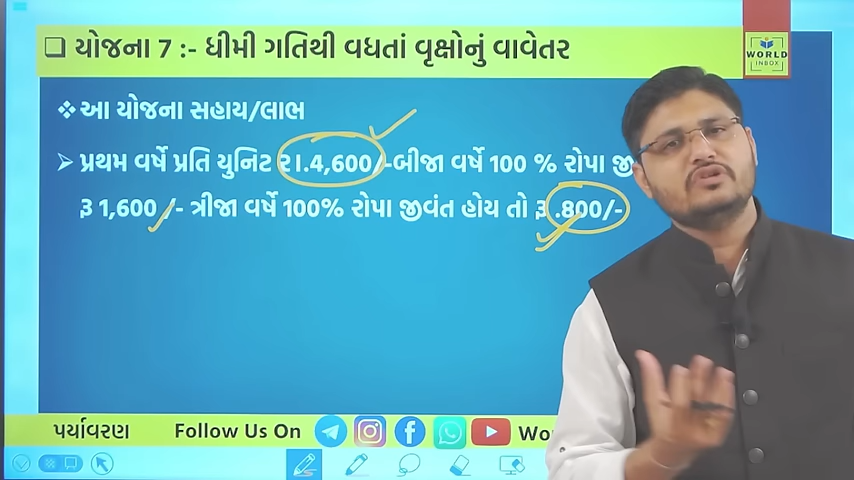 ❑ યોજના 7 :- ધીમી ગતિથી વધતાં વૃક્ષોનું વાવેતર
WORLD
INBOX
❖ આ યોજના સહાય/લાભ
➢ પ્રથમ વર્ષે પ્રતિ યુનિટ રા.4,600/-બીજા વર્ષે 100 % રોપા
રૂ 1,600 /- ત્રીજા વર્ષે 100% રોપા જીવંત હોય તો રૂ .800/-
પર્યાવરણ Follow Us On